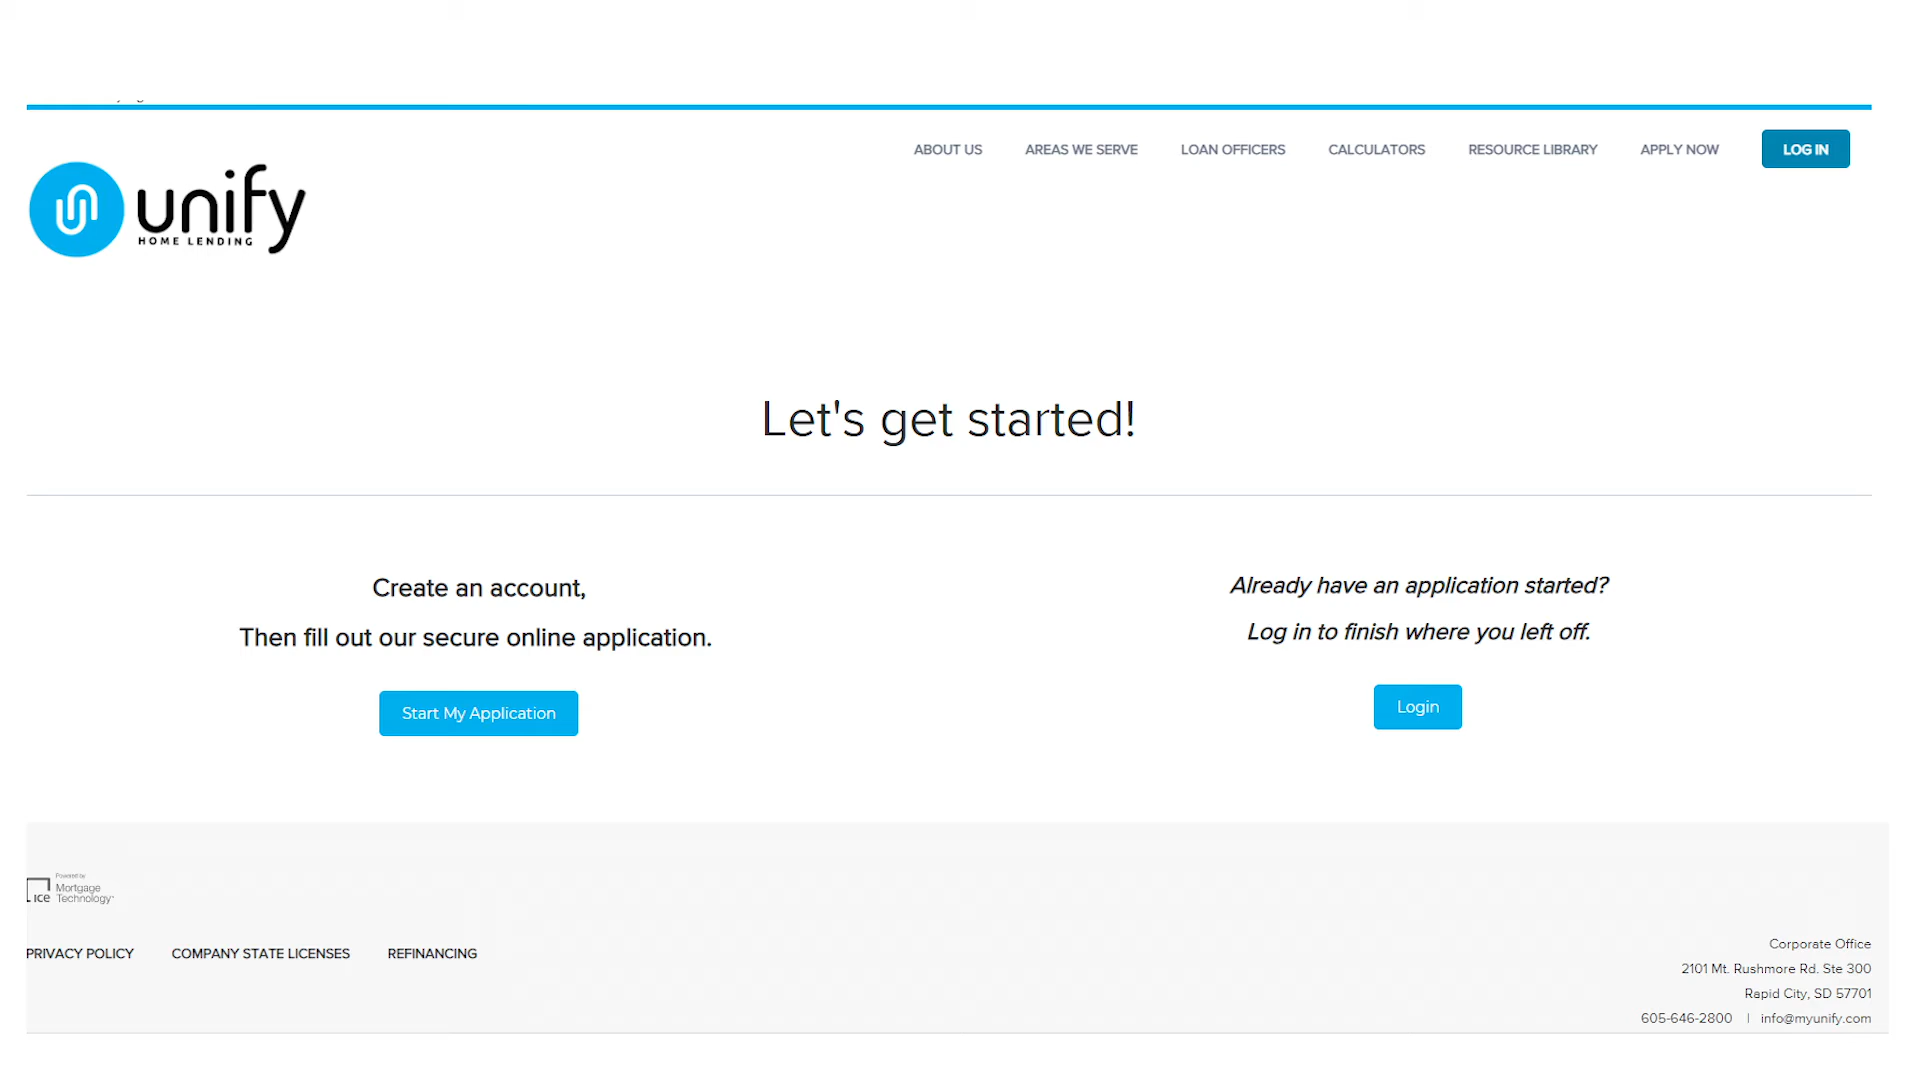 ABOUT US AREAS WE SERVE LOAN OFFICERS CALCULATORS RESOURCE LIBRARY APPLY NOW LOG IN
unify
HOME LENDING
Let's get started!
Create an account,
Then fill out our secure online application.
Start My Application
Already have an application started?
Log in to finish where you left off.
Login
Powered by
ICE Mortgage
Technology
PRIVACY POLICY COMPANY STATE LICENSES REFINANCING
Corporate Office
2101 Mt. Rushmore Rd. Ste 300
Rapid City, SD 57701
605-646-2800 | info@myunify.com